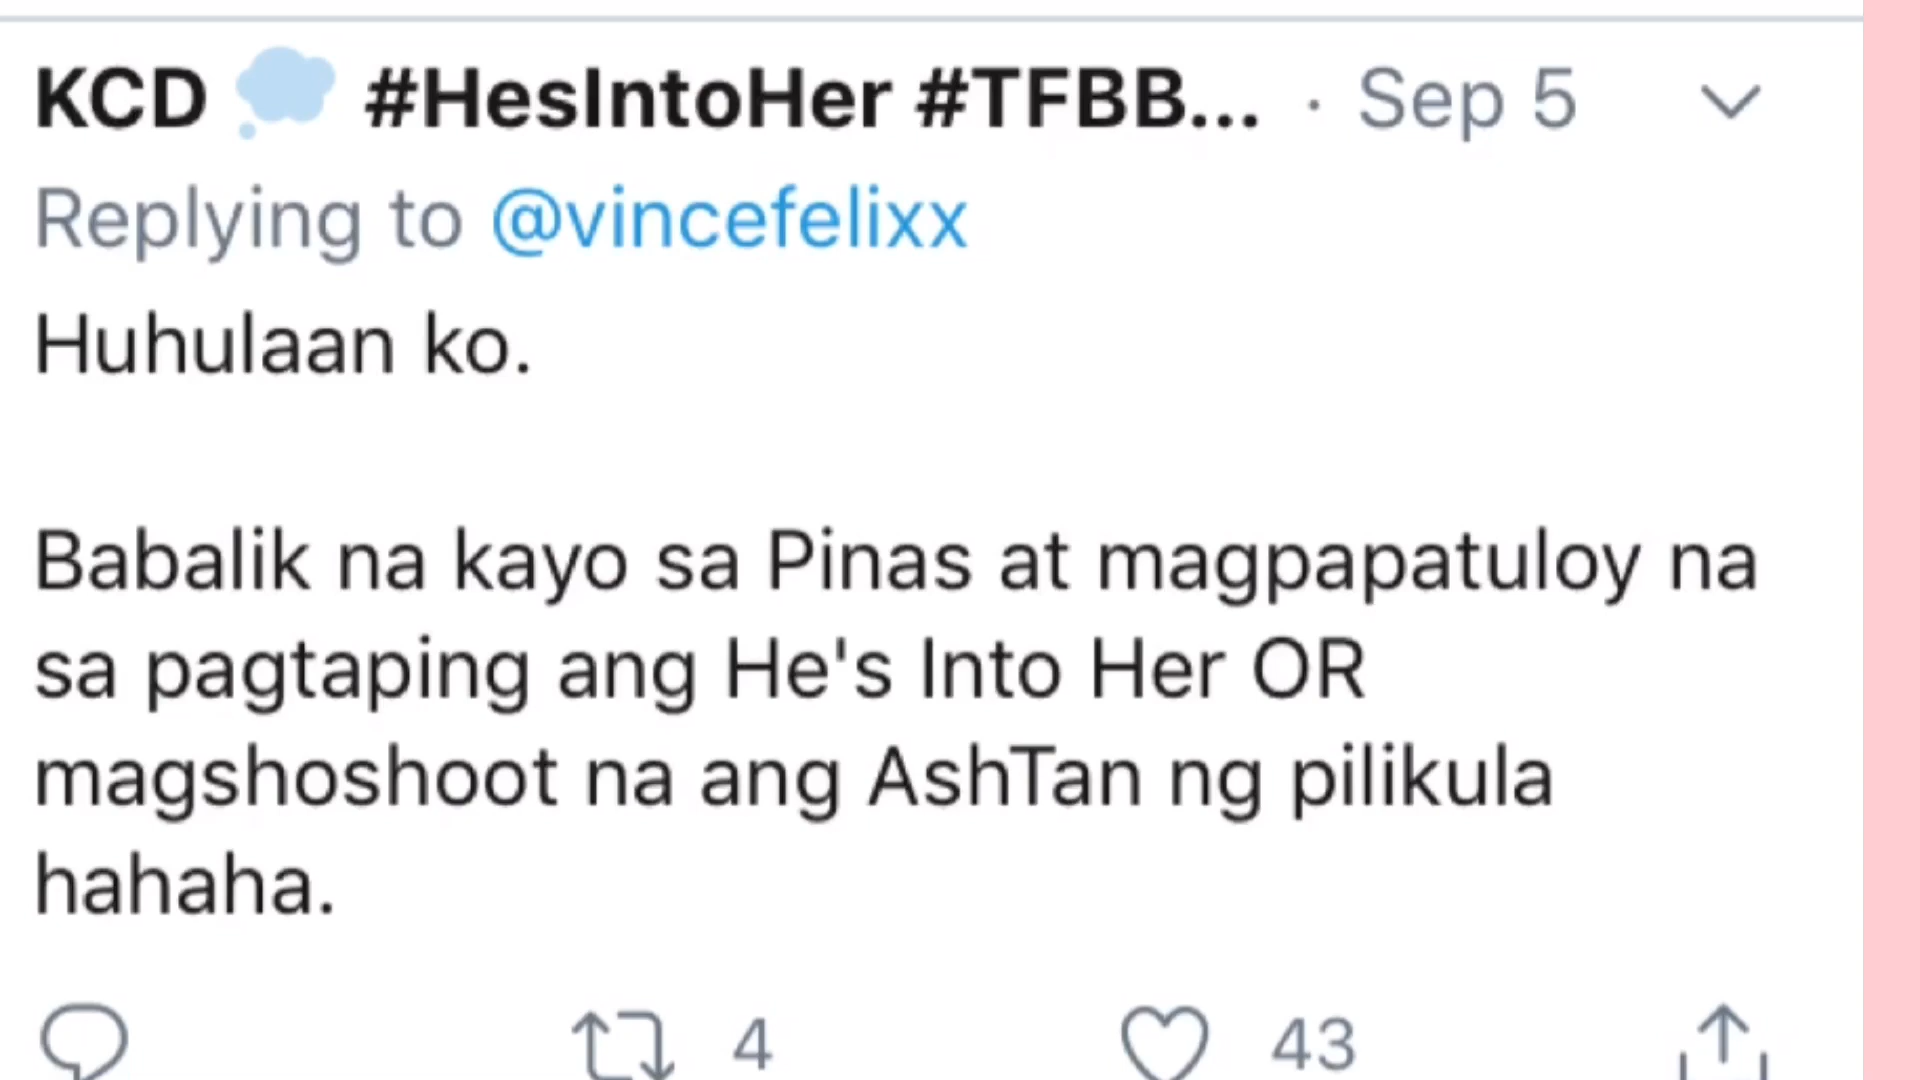 KCD 💭 #HesIntoHer #TFBB... · Sep 5
Replying to @vincefelixx
Huhulaan ko.
Babalik na kayo sa Pinas at magpapatuloy na
sa pagtaping ang He's Into Her OR
magshoshoot na ang AshTan ng pilikula
hahaha.
4 43